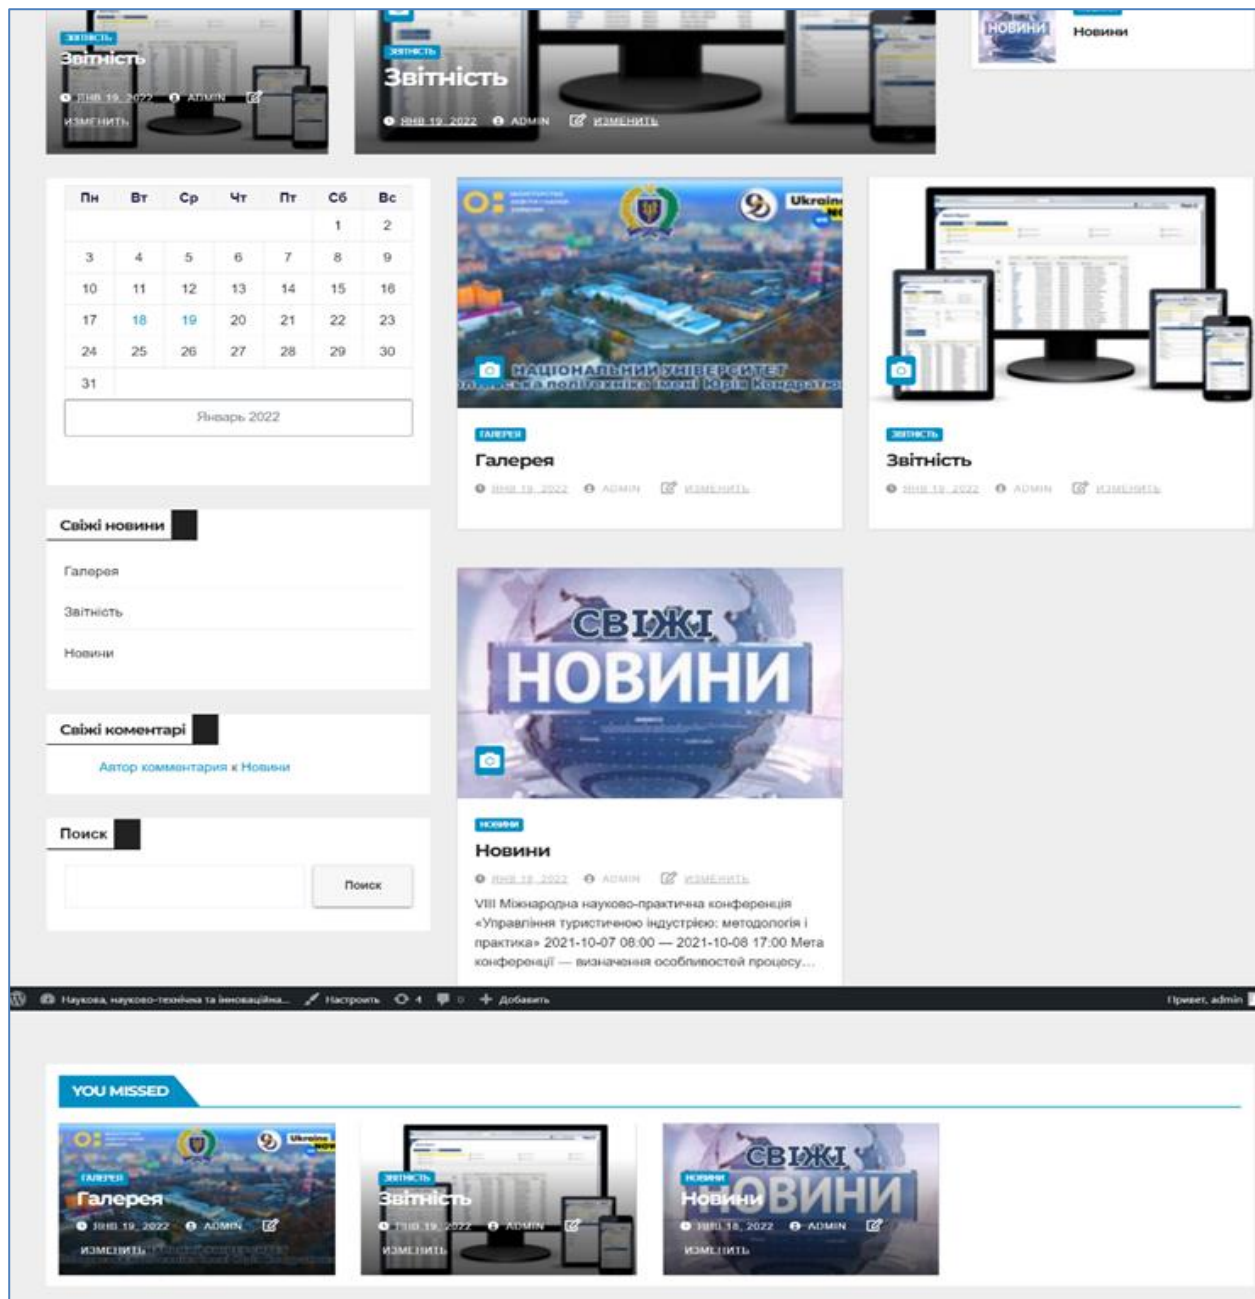 ЗВІТНІСТЬ
Звітність
ЯНВ 19, 2022 ADMIN
ИЗМЕНИТЬ
ЗВІТНІСТЬ
Звітність
ЯНВ 19, 2022 ADMIN ИЗМЕНИТЬ
НОВИНИ
Новини
Пн Вт Ср Чт Пт Сб Вс
1 2
3 4 5 6 7 8 9
10 11 12 13 14 15 16
17 18 19 20 21 22 23
24 25 26 27 28 29 30
31
Январь 2022
Свіжі новини
Галерея
Звітність
Новини
Свіжі коментарі
Автор комментария к Новини
Поиск
Поиск
Ukraine
НАЦІОНАЛЬНИЙ УНІВЕРСИТЕТ
політехніка імені Юрія
ГАЛЕРЕЯ
Галерея
ЯНВ 19, 2022 ADMIN ИЗМЕНИТЬ
ЗВІТНІСТЬ
Звітність
ЯНВ 19, 2022 ADMIN ИЗМЕНИТЬ
СВІЖІ
НОВИНИ
НОВИНИ
Новини
ЯНВ 18, 2022 ADMIN ИЗМЕНИТЬ
VIII Міжнародна науково-практична конференція
«Управління туристичною індустрією: методологія і
практика» 2021-10-07 08:00 — 2021-10-08 17:00 Мета
конференції — визначення особливостей процесу…
Наукова, науково-технічна та інноваційна... Настроить 4 0 Добавить Привет, admin
YOU MISSED
ГАЛЕРЕЯ
Галерея
ЯНВ 19, 2022 ADMIN
ИЗМЕНИТЬ
ЗВІТНІСТЬ
Звітність
ЯНВ 19, 2022 ADMIN
ИЗМЕНИТЬ
СВІЖІ
НОВИНИ
НОВИНИ
Новини
ЯНВ 18, 2022 ADMIN
ИЗМЕНИТЬ